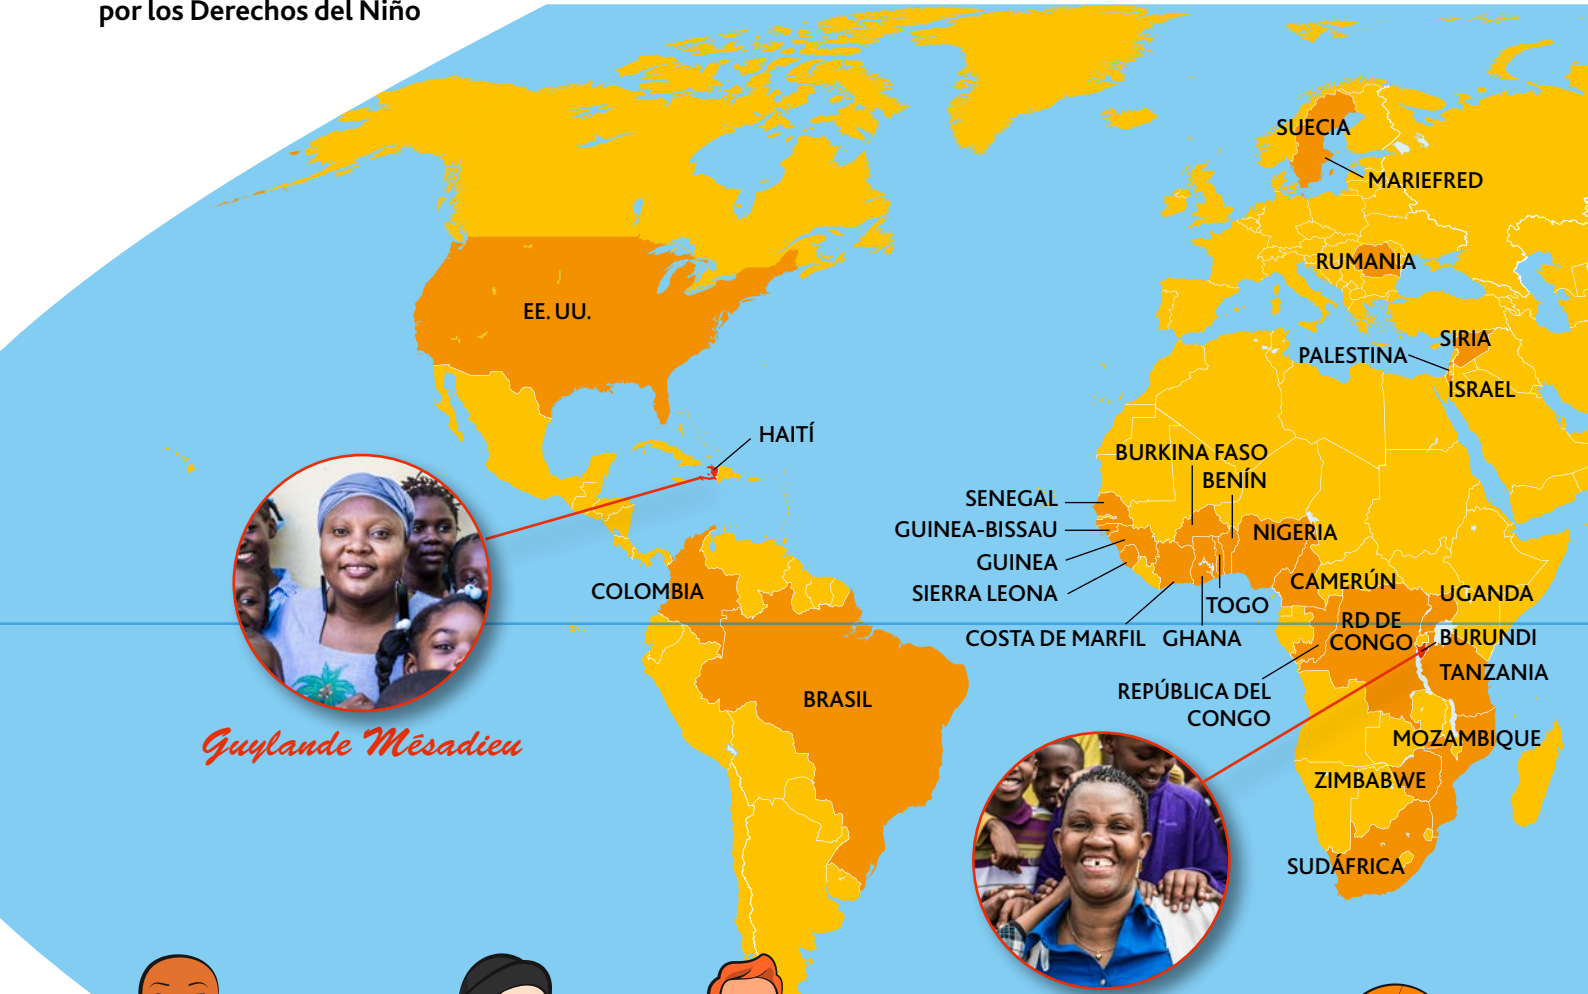 por los Derechos del Niño
SUECIA
MARIEFRED
RUMANIA
EE. UU.
SIRIA
PALESTINA
ISRAEL
HAITÍ
BURKINA FASO
BENÍN
SENEGAL
GUINEA-BISSAU
NIGERIA
GUINEA
CAMERÚN
COLOMBIA
SIERRA LEONA
UGANDA
TOGO
RD DE
CONGO
COSTA DE MARFIL
GHANA
BURUNDI
TANZANIA
REPÚBLICA DEL
CONGO
BRASIL
Guylande Mésadieu
MOZAMBIQUE
ZIMBABWE
SUDÁFRICA